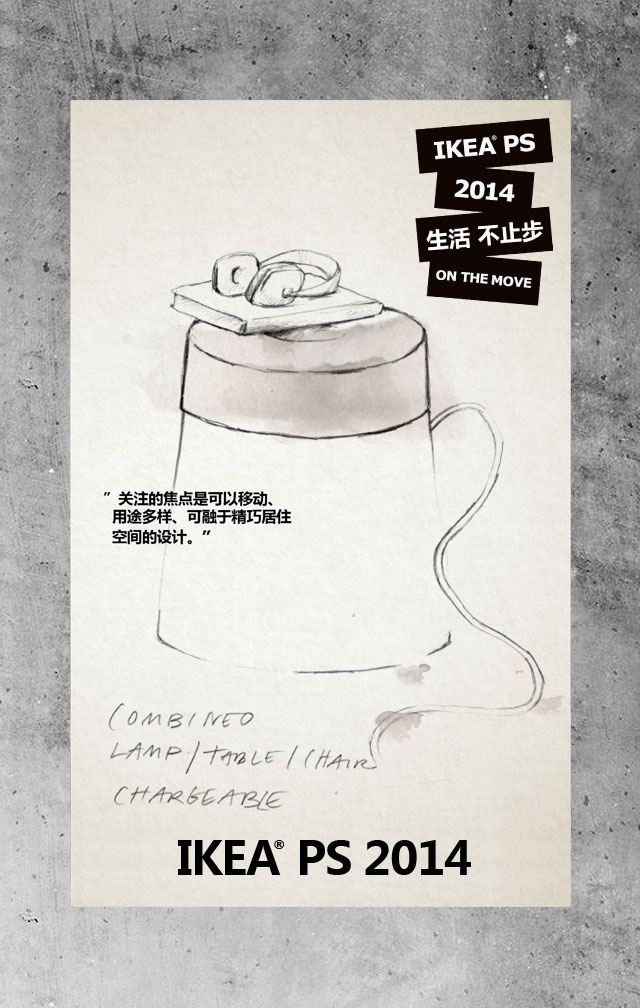 IKEA® PS
2014
生活 不止步
ON THE MOVE
”关注的焦点是可以移动、
用途多样、可融于精巧居住
空间的设计。”
COMBINED
LAMP/TABLE/CHAIR
CHARGEABLE
IKEA® PS 2014